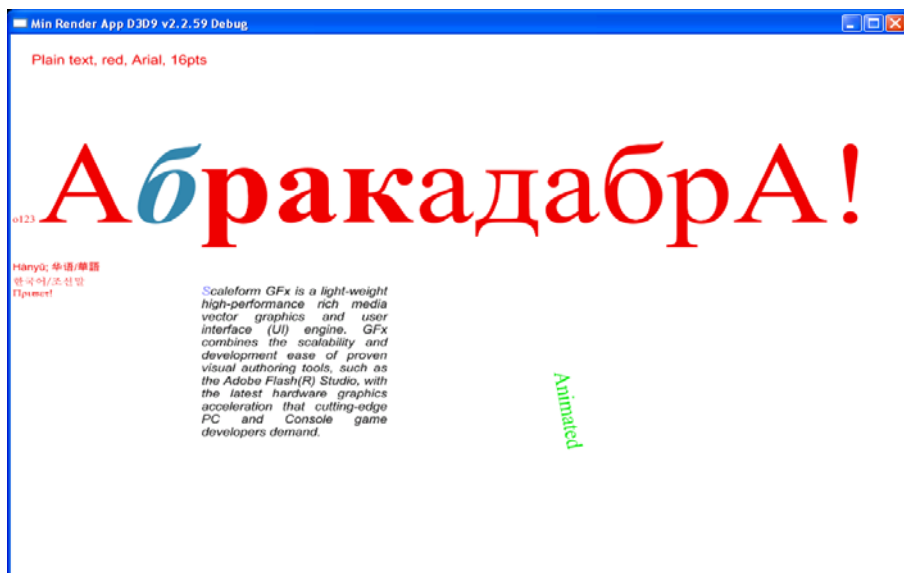 Min Render App D3D9 v2.2.59 Debug
Plain text, red, Arial, 16pts
o123 АбракадабрА!
Hànyǔ; 华语/華語
한국어/조선말
Привет!
Scaleform GFx is a light-weight
high-performance rich media
vector graphics and user
interface (UI) engine. GFx
combines the scalability and
development ease of proven
visual authoring tools, such as
the Adobe Flash(R) Studio, with
the latest hardware graphics
acceleration that cutting-edge
PC and Console game
developers demand.
Animated